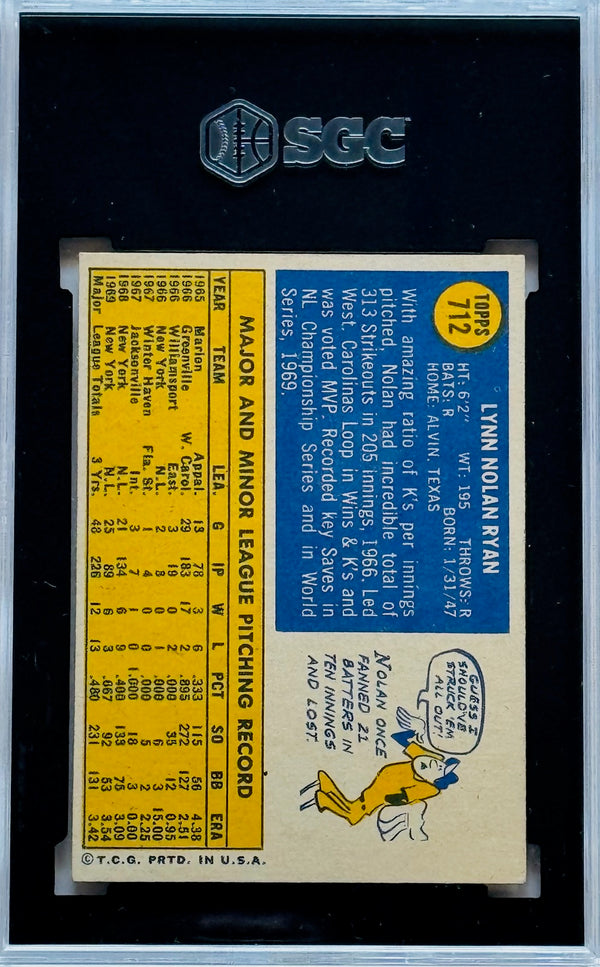 SGC
TOPPS
712
LYNN NOLAN RYAN
HT: 6'2" WT: 195 THROWS: R
BATS: R BORN: 1/31/47
HOME: ALVIN, TEXAS
With amazing ratio of K's per innings
pitched, Nolan had incredible total of
313 Strikeouts in 205 innings, 1966. Led
West. Carolinas Loop in Wins & K's and
was voted MVP. Recorded key Saves in
NL Championship Series and in World
Series, 1969.
GUESS I
SHOULD'VE
STRUCK 'EM
ALL OUT!
NOLAN ONCE
FANNED 21
BATTERS IN
TEN INNINGS
AND LOST.
MAJOR AND MINOR LEAGUE PITCHING RECORD
YEAR TEAM LEA. G IP W L PCT SO BB ERA
1965 Marion Appal. 13 78 3 6 .333 115 56 4.38
1966 Greenville W. Carol. 29 183 17 2 .895 272 127 2.51
1966 Williamsport East. 3 19 0 2 .000 35 12 0.95
1966 New York N.L. 2 3 0 1 .000 6 3 15.00
1967 Winter Haven Fla. St. 1 4 0 0 .000 5 2 2.25
1967 Jacksonville Int. 3 7 1 0 1.000 18 3 0.00
1968 New York N.L. 21 134 6 9 .400 133 75 3.09
1969 New York N.L. 25 89 6 3 .667 92 53 3.54
Major League Totals 3 Yrs. 48 226 12 13 .480 231 131 3.42
© T.C.G. PRTD. IN U.S.A.